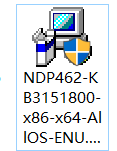 NDP462-K
B3151800-
x86-x64-Al
lOS-ENU....